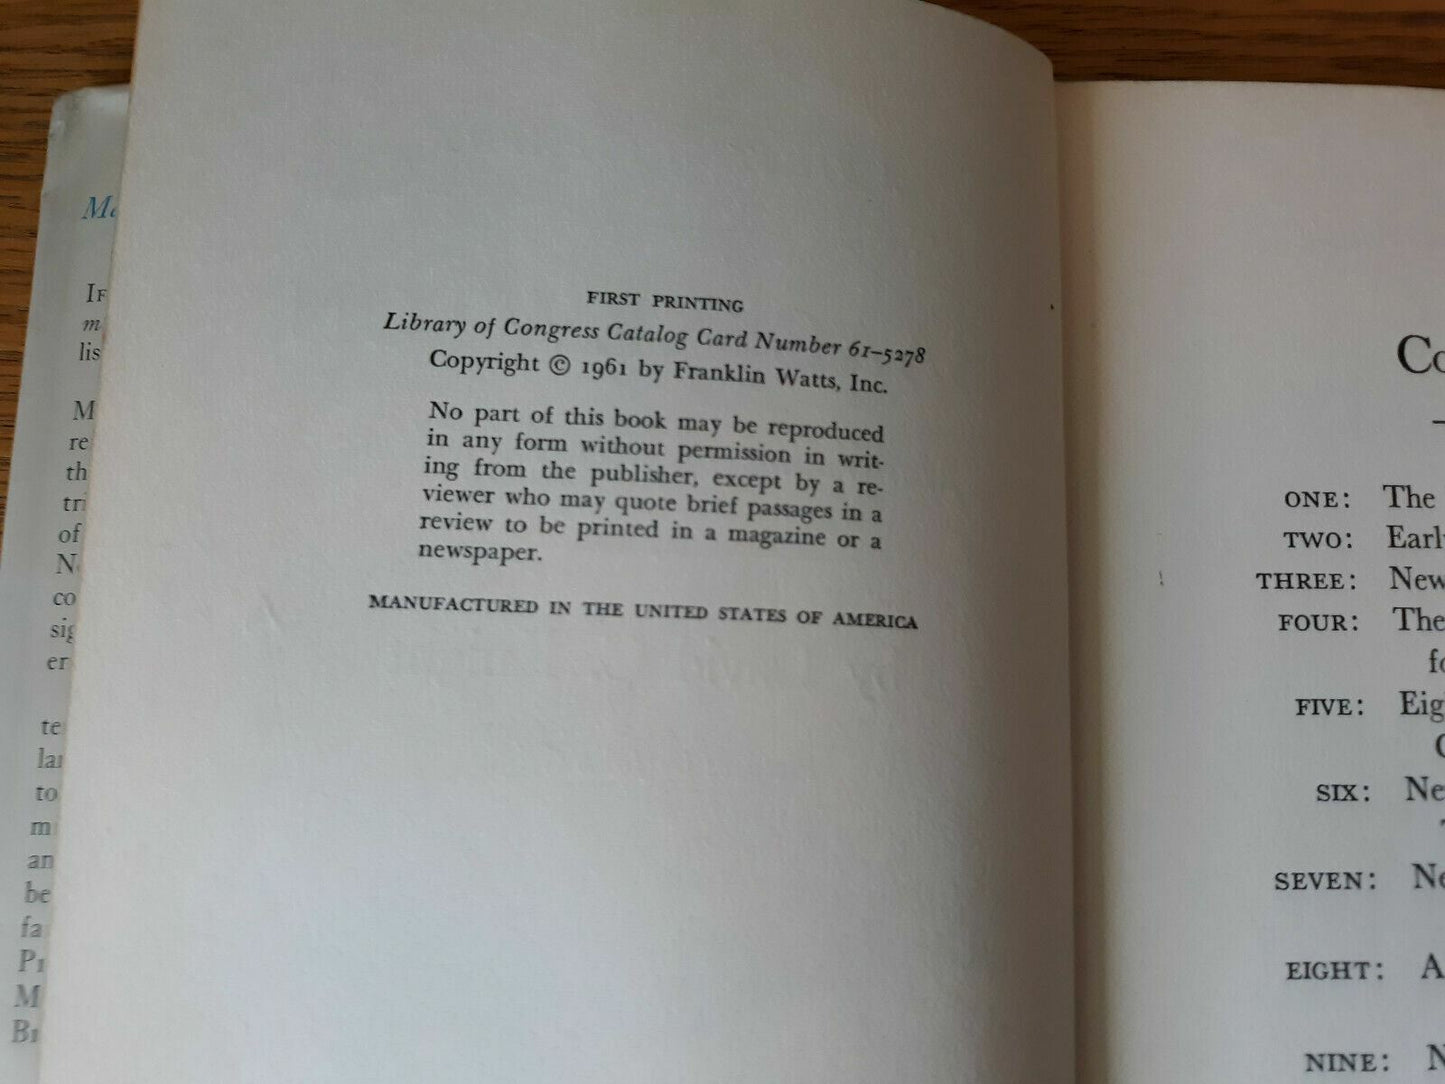 FIRST PRINTING
Library of Congress Catalog Card Number 61-5278
Copyright © 1961 by Franklin Watts, Inc.
No part of this book may be reproduced
in any form without permission in writ-
ing from the publisher, except by a re-
viewer who may quote brief passages in a
review to be printed in a magazine or a
newspaper.
MANUFACTURED IN THE UNITED STATES OF AMERICA
ONE: The
TWO:
THREE: New
FOUR: The
FIVE:
SIX:
SEVEN:
EIGHT: A
NINE: